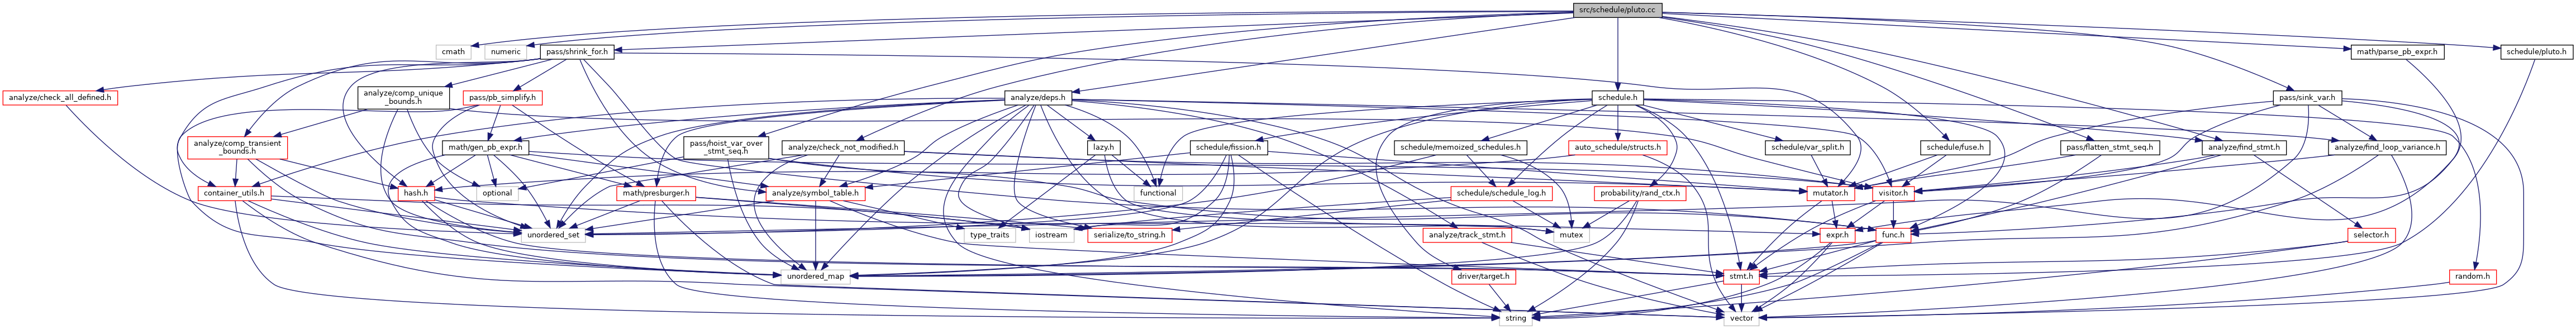 src/schedule/pluto.cc
cmath
numeric
pass/shrink_for.h
math/parse_pb_expr.h
schedule/pluto.h
analyze/check_all_defined.h
analyze/comp_unique
_bounds.h
pass/pb_simplify.h
analyze/deps.h
schedule.h
pass/sink_var.h
analyze/comp_transient
_bounds.h
math/gen_pb_expr.h
pass/hoist_var_over
_stmt_seq.h
analyze/check_not_modified.h
lazy.h
schedule/fission.h
schedule/memoized_schedules.h
auto_schedule/structs.h
schedule/var_split.h
schedule/fuse.h
pass/flatten_stmt_seq.h
analyze/find_stmt.h
analyze/find_loop_variance.h
container_utils.h
hash.h
optional
math/presburger.h
analyze/symbol_table.h
functional
schedule/schedule_log.h
probability/rand_ctx.h
mutator.h
visitor.h
unordered_set
type_traits
iostream
serialize/to_string.h
analyze/track_stmt.h
mutex
expr.h
func.h
selector.h
unordered_map
driver/target.h
stmt.h
random.h
string
vector